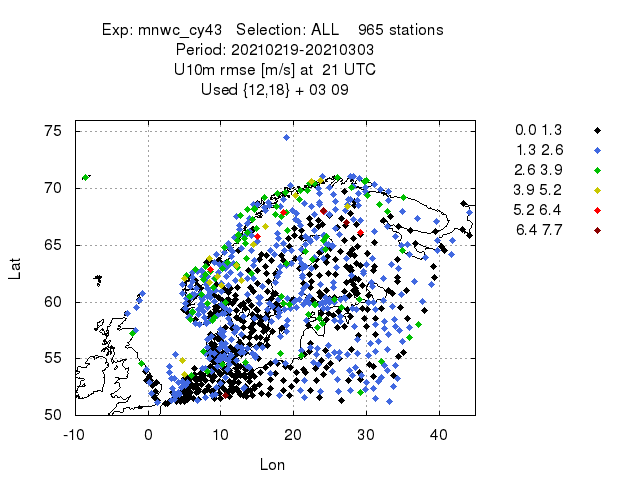 Exp: mnwc_cy43 Selection: ALL 965 stations
Period: 20210219-20210303
U10m rmse [m/s] at 21 UTC
Used {12,18} + 03 09
0.0 1.3
1.3 2.6
2.6 3.9
3.9 5.2
5.2 6.4
6.4 7.7
75
70
65
60
55
50
Lat
-10 0 10 20 30 40
Lon